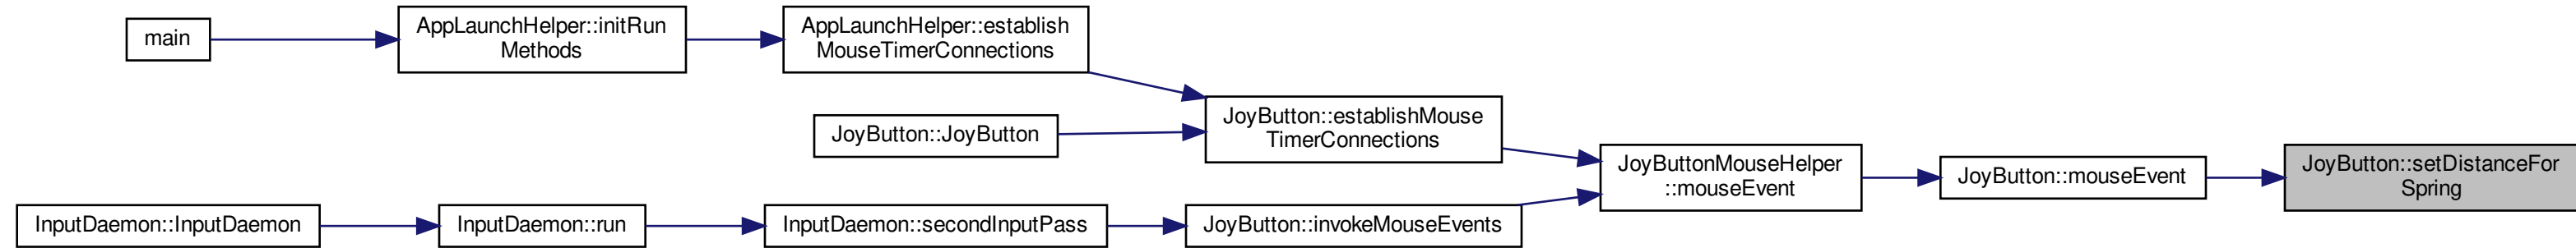 main
AppLaunchHelper::initRun
Methods
AppLaunchHelper::establish
MouseTimerConnections
JoyButton::JoyButton
JoyButton::establishMouse
TimerConnections
InputDaemon::InputDaemon
InputDaemon::run
InputDaemon::secondInputPass
JoyButton::invokeMouseEvents
JoyButtonMouseHelper
::mouseEvent
JoyButton::mouseEvent
JoyButton::setDistanceFor
Spring